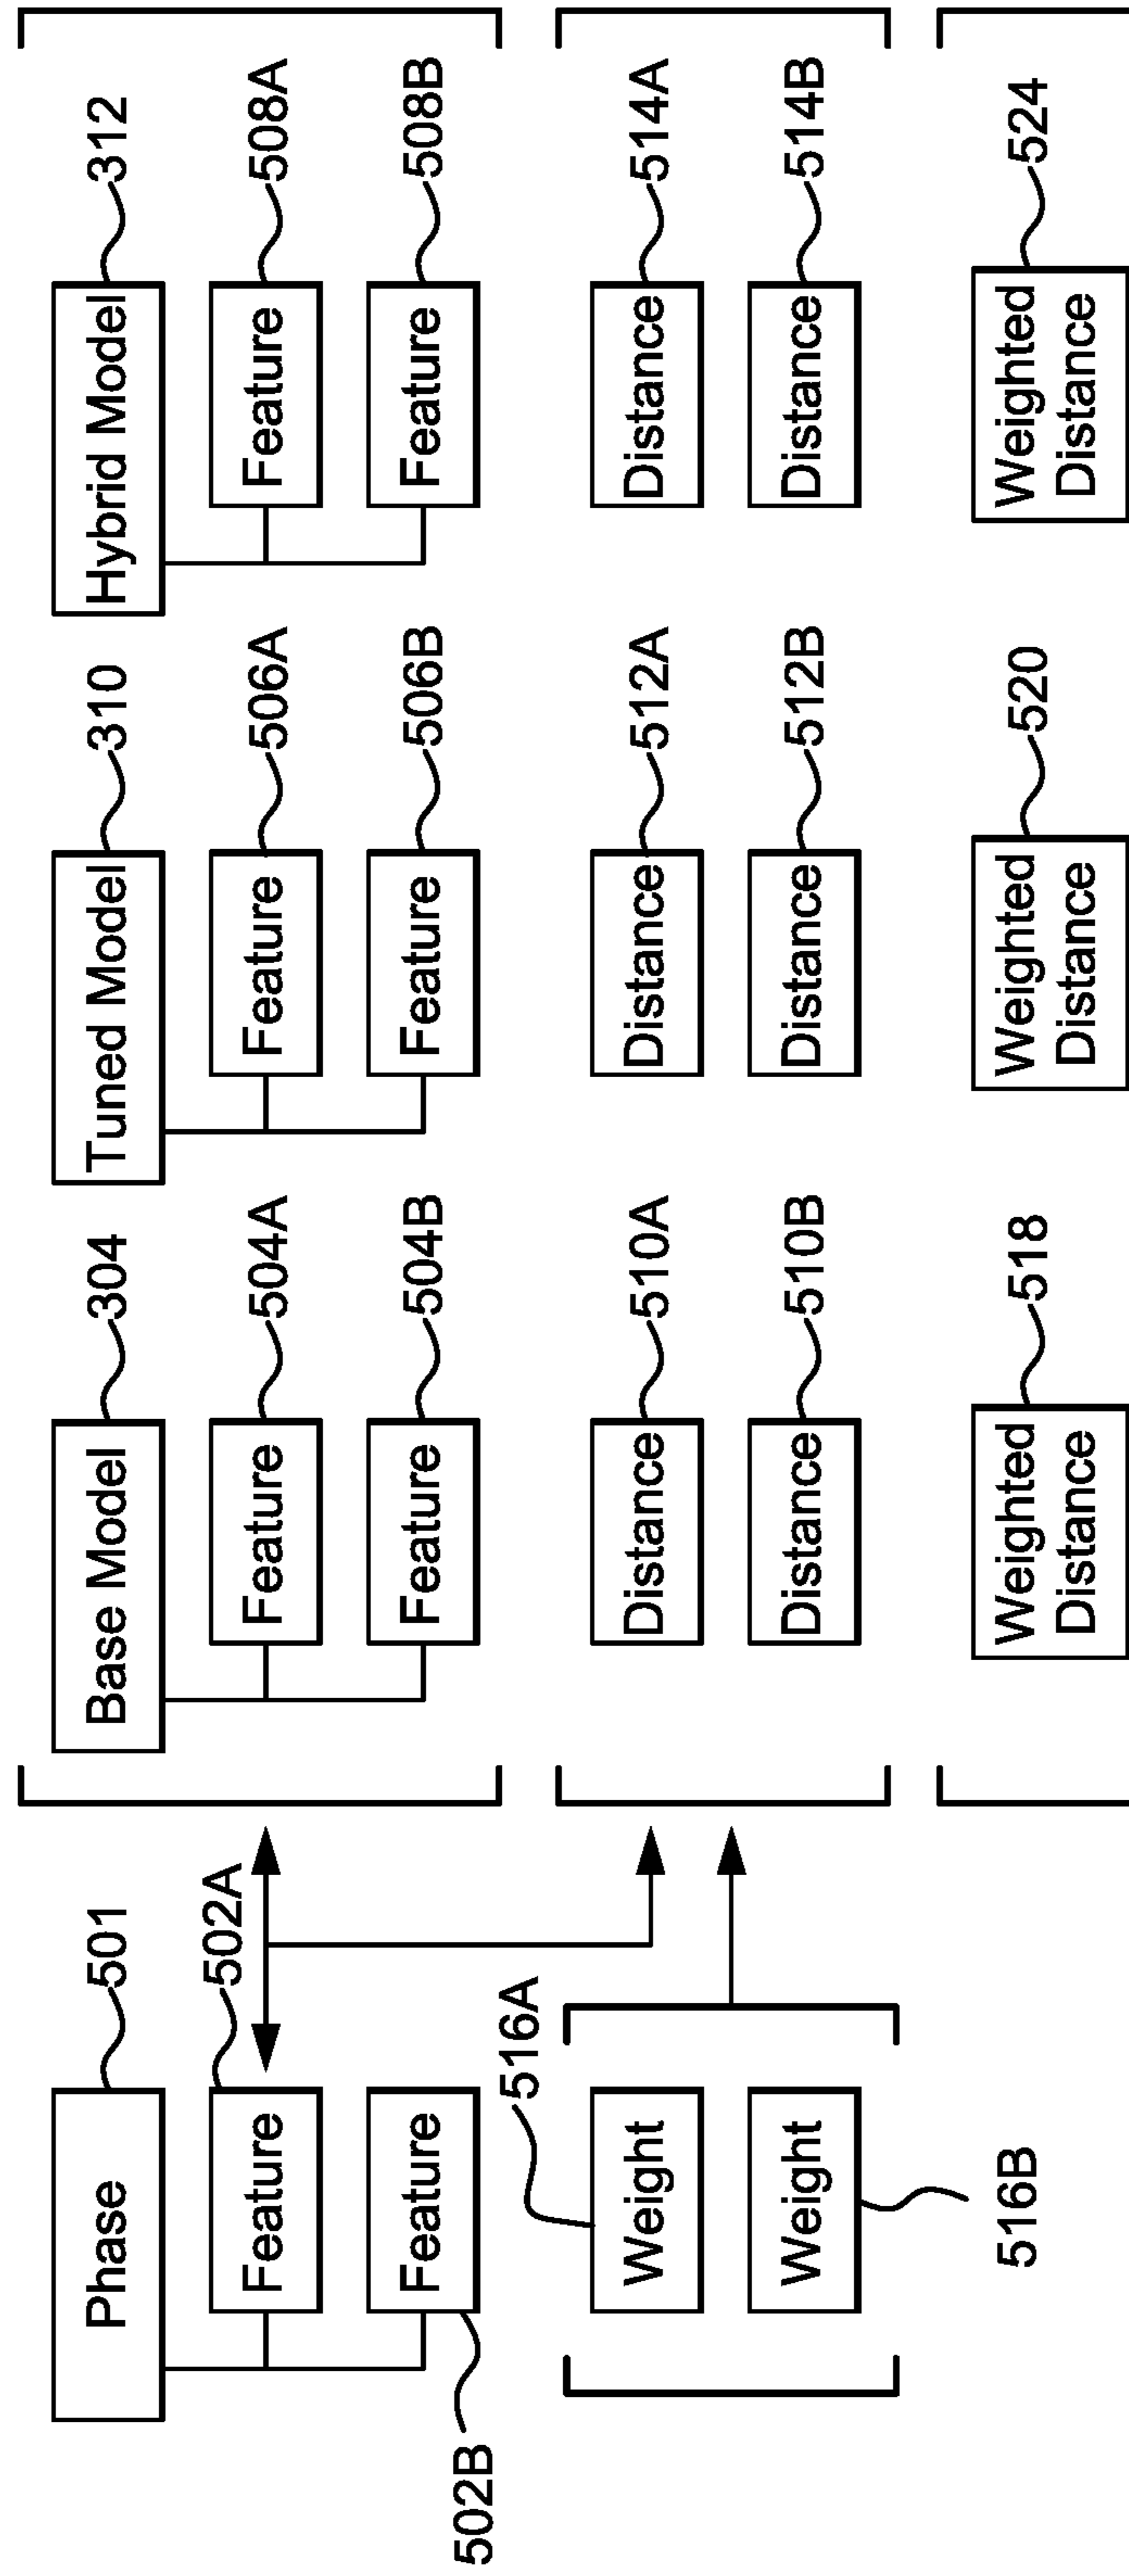 Phase
501
Base Model
304
Tuned Model
310
Hybrid Model
312
502A
Feature
Feature
504A
Feature
506A
Feature
508A
Feature
Feature
504B
Feature
506B
Feature
508B
502B
516A
Weight
Distance
510A
Distance
512A
Distance
514A
Weight
Distance
510B
Distance
512B
Distance
514B
516B
Weighted
Distance
518
Weighted
Distance
520
Weighted
Distance
524